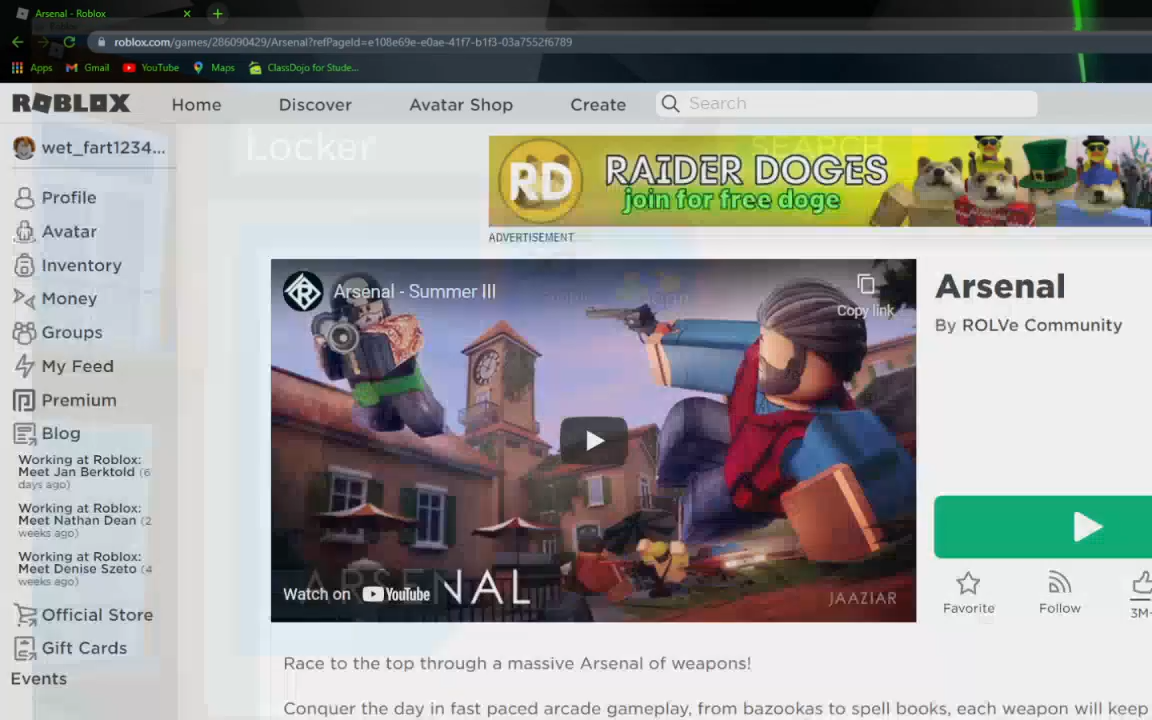 Arsenal - Roblox
roblox.com/games/286090429/Arsenal?refPageId=e108e69e-e0ae-41f7-b1f3-03a7552f6789
Apps Gmail YouTube Maps ClassDojo for Stude...
ROBLOX Home Discover Avatar Shop Create Search
wet_fart1234...
Locker
SEARCH
RD RAIDER DOGES
join for free doge
ADVERTISEMENT
Profile
Avatar
Inventory
Money
Groups
My Feed
Premium
Blog
Working at Roblox:
Meet Jan Berktold (6
days ago)
Working at Roblox:
Meet Nathan Dean (2
weeks ago)
Working at Roblox:
Meet Denise Szeto (4
weeks ago)
Official Store
Gift Cards
Events
Arsenal - Summer III
Copy link
Watch on YouTube
ARSENAL
JAAZIAR
Arsenal
By ROLVe Community
Favorite Follow 3M+
Race to the top through a massive Arsenal of weapons!
Conquer the day in fast paced arcade gameplay, from bazookas to spell books, each weapon will keep